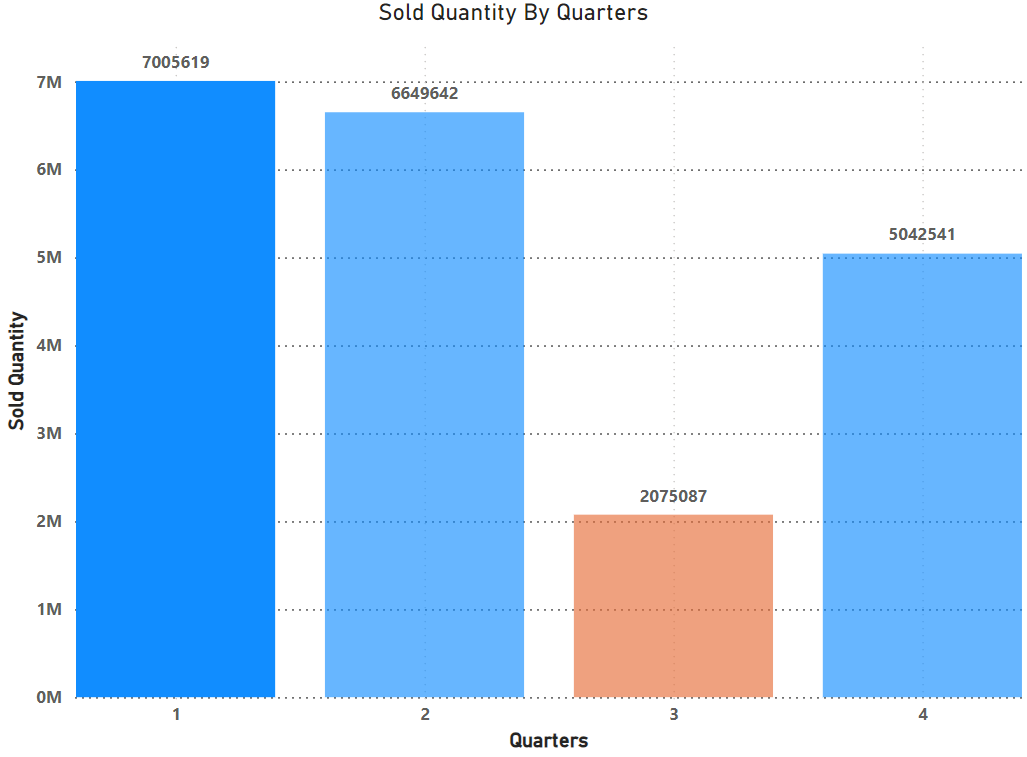 Sold Quantity By Quarters
Sold Quantity
7M
6M
5M
4M
3M
2M
1M
0M
7005619
6649642
2075087
5042541
1
2
3
4
Quarters